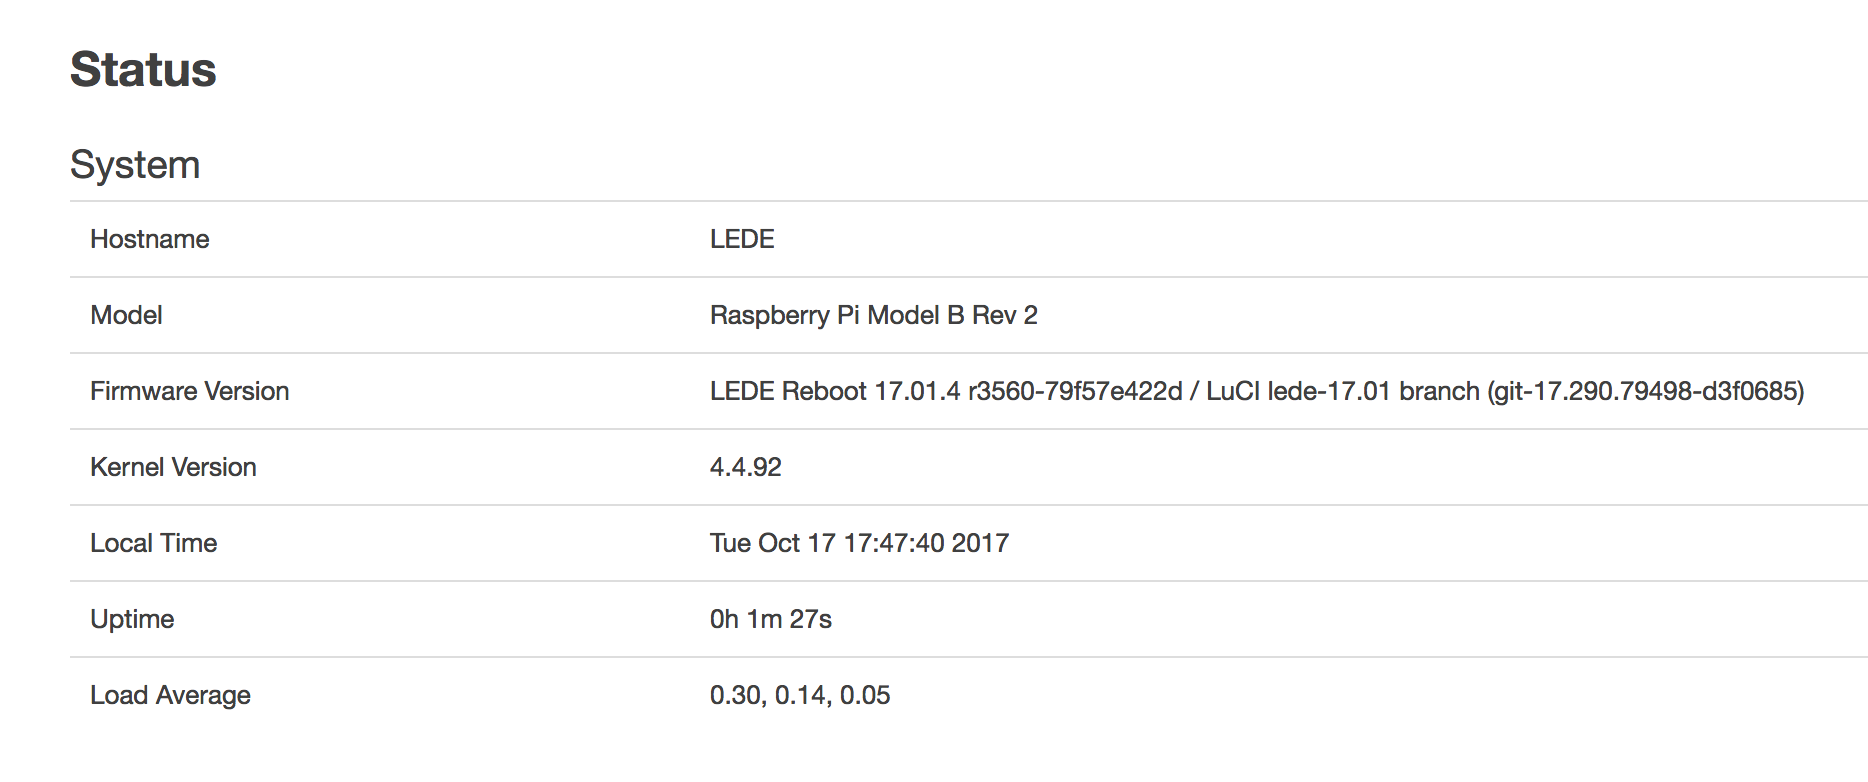 Status
System
Hostname LEDE
Model Raspberry Pi Model B Rev 2
Firmware Version LEDE Reboot 17.01.4 r3560-79f57e422d / LuCI lede-17.01 branch (git-17.290.79498-d3f0685)
Kernel Version 4.4.92
Local Time Tue Oct 17 17:47:40 2017
Uptime 0h 1m 27s
Load Average 0.30, 0.14, 0.05